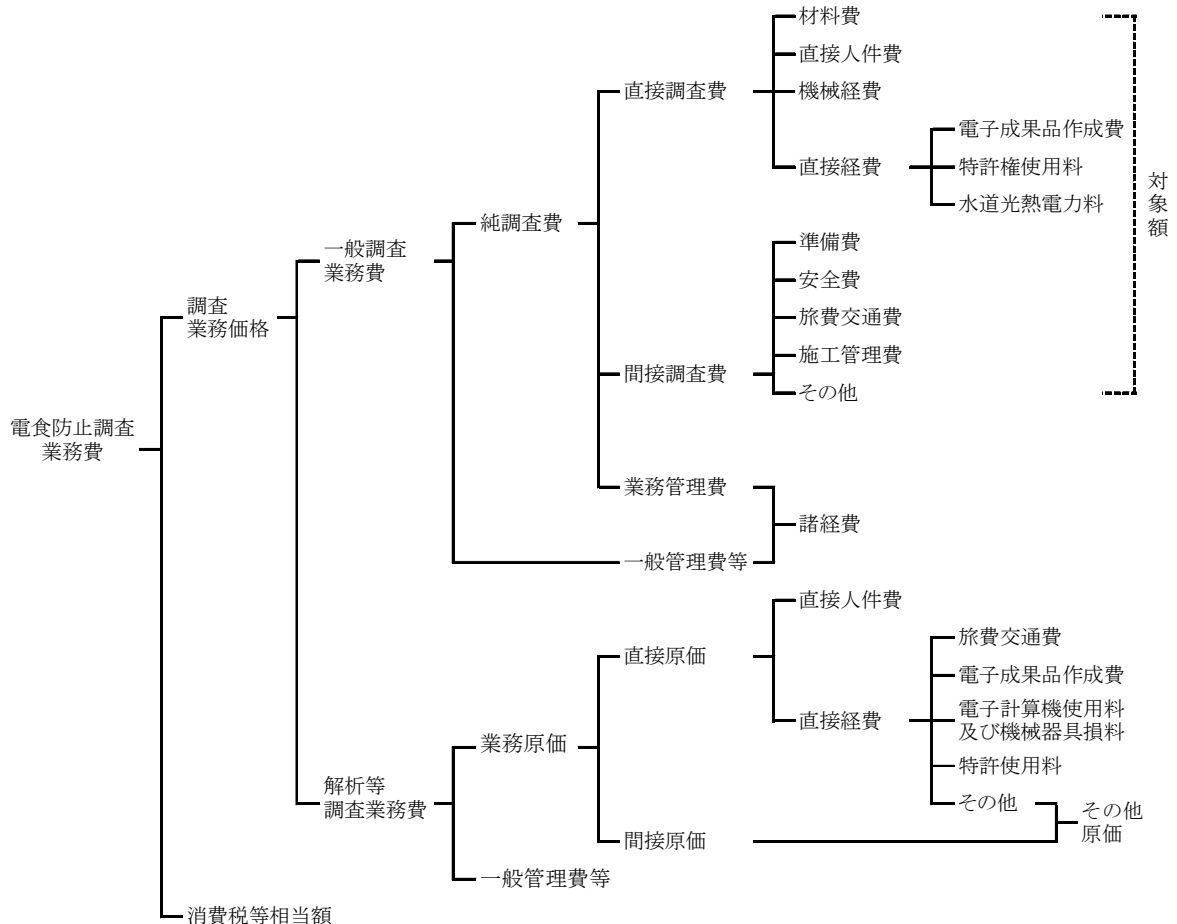 材料費
直接人件費
直接調査費
機械経費
電子成果品作成費
直接経費
特許権使用料
水道光熱電力料
対象額
純調査費
準備費
一般調査
業務費
安全費
調査
業務価格
旅費交通費
施工管理費
間接調査費
その他
電食防止調査
業務費
業務管理費
諸経費
一般管理費等
直接人件費
旅費交通費
直接原価
電子成果品作成費
直接経費
電子計算機使用料
及び機械器具損料
業務原価
特許使用料
解析等
調査業務費
その他
その他
原価
間接原価
一般管理費等
消費税等相当額